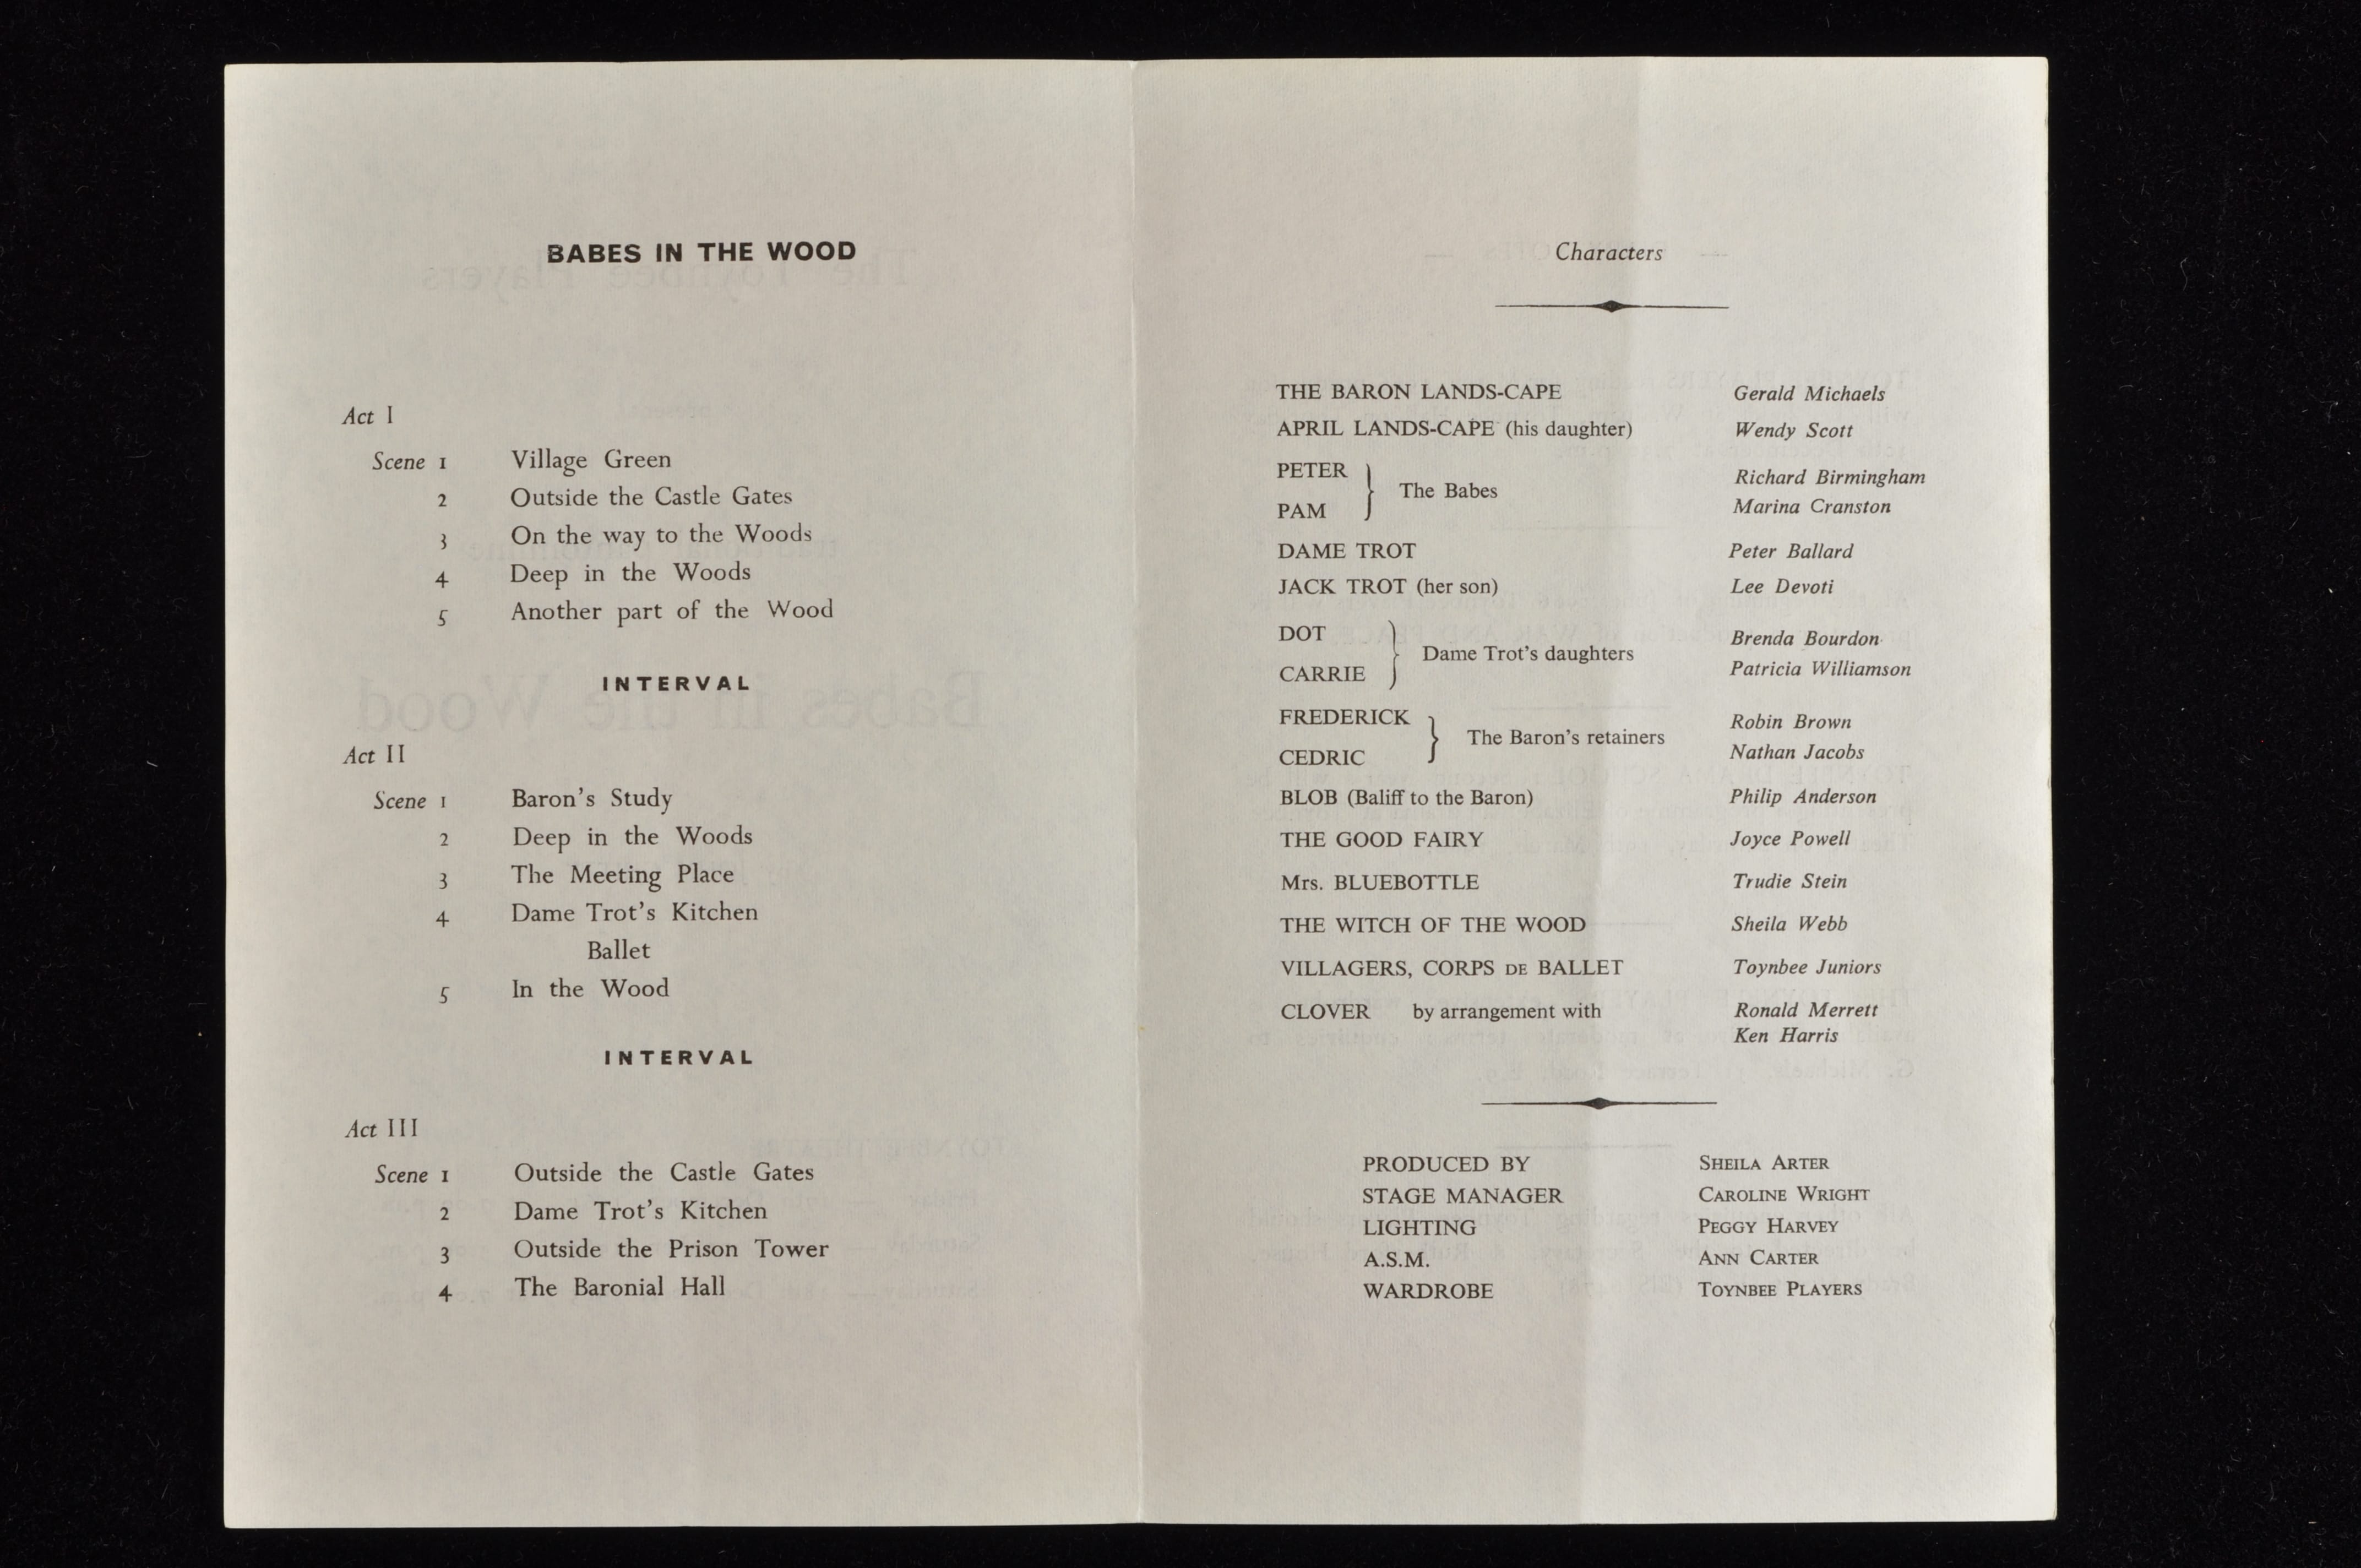 BABES IN THE WOOD
Act I
Scene 1 Village Green
2 Outside the Castle Gates
3 On the way to the Woods
4 Deep in the Woods
5 Another part of the Wood
INTERVAL
Act II
Scene 1 Baron's Study
2 Deep in the Woods
3 The Meeting Place
4 Dame Trot's Kitchen
Ballet
5 In the Wood
INTERVAL
Act III
Scene 1 Outside the Castle Gates
2 Dame Trot's Kitchen
3 Outside the Prison Tower
4 The Baronial Hall
Characters
THE BARON LANDS-CAPE Gerald Michaels
APRIL LANDS-CAPE (his daughter) Wendy Scott
PETER Richard Birmingham
The Babes
PAM Marina Cranston
DAME TROT Peter Ballard
JACK TROT (her son) Lee Devoti
DOT Brenda Bourdon
Dame Trot's daughters
CARRIE Patricia Williamson
FREDERICK Robin Brown
The Baron's retainers
CEDRIC Nathan Jacobs
BLOB (Baliff to the Baron) Philip Anderson
THE GOOD FAIRY Joyce Powell
Mrs. BLUEBOTTLE Trudie Stein
THE WITCH OF THE WOOD Sheila Webb
VILLAGERS, CORPS DE BALLET Toynbee Juniors
CLOVER by arrangement with Ronald Merrett
Ken Harris
PRODUCED BY SHEILA ARTER
STAGE MANAGER CAROLINE WRIGHT
LIGHTING PEGGY HARVEY
A.S.M. ANN CARTER
WARDROBE TOYNBEE PLAYERS